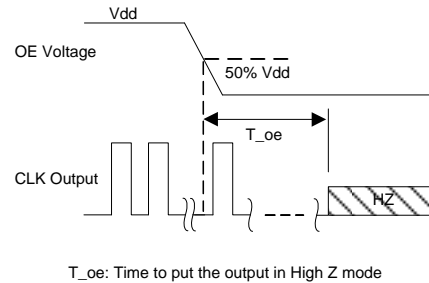 Vdd
OE Voltage
50% Vdd
T_oe
CLK Output
HZ
T_oe: Time to put the output in High Z mode